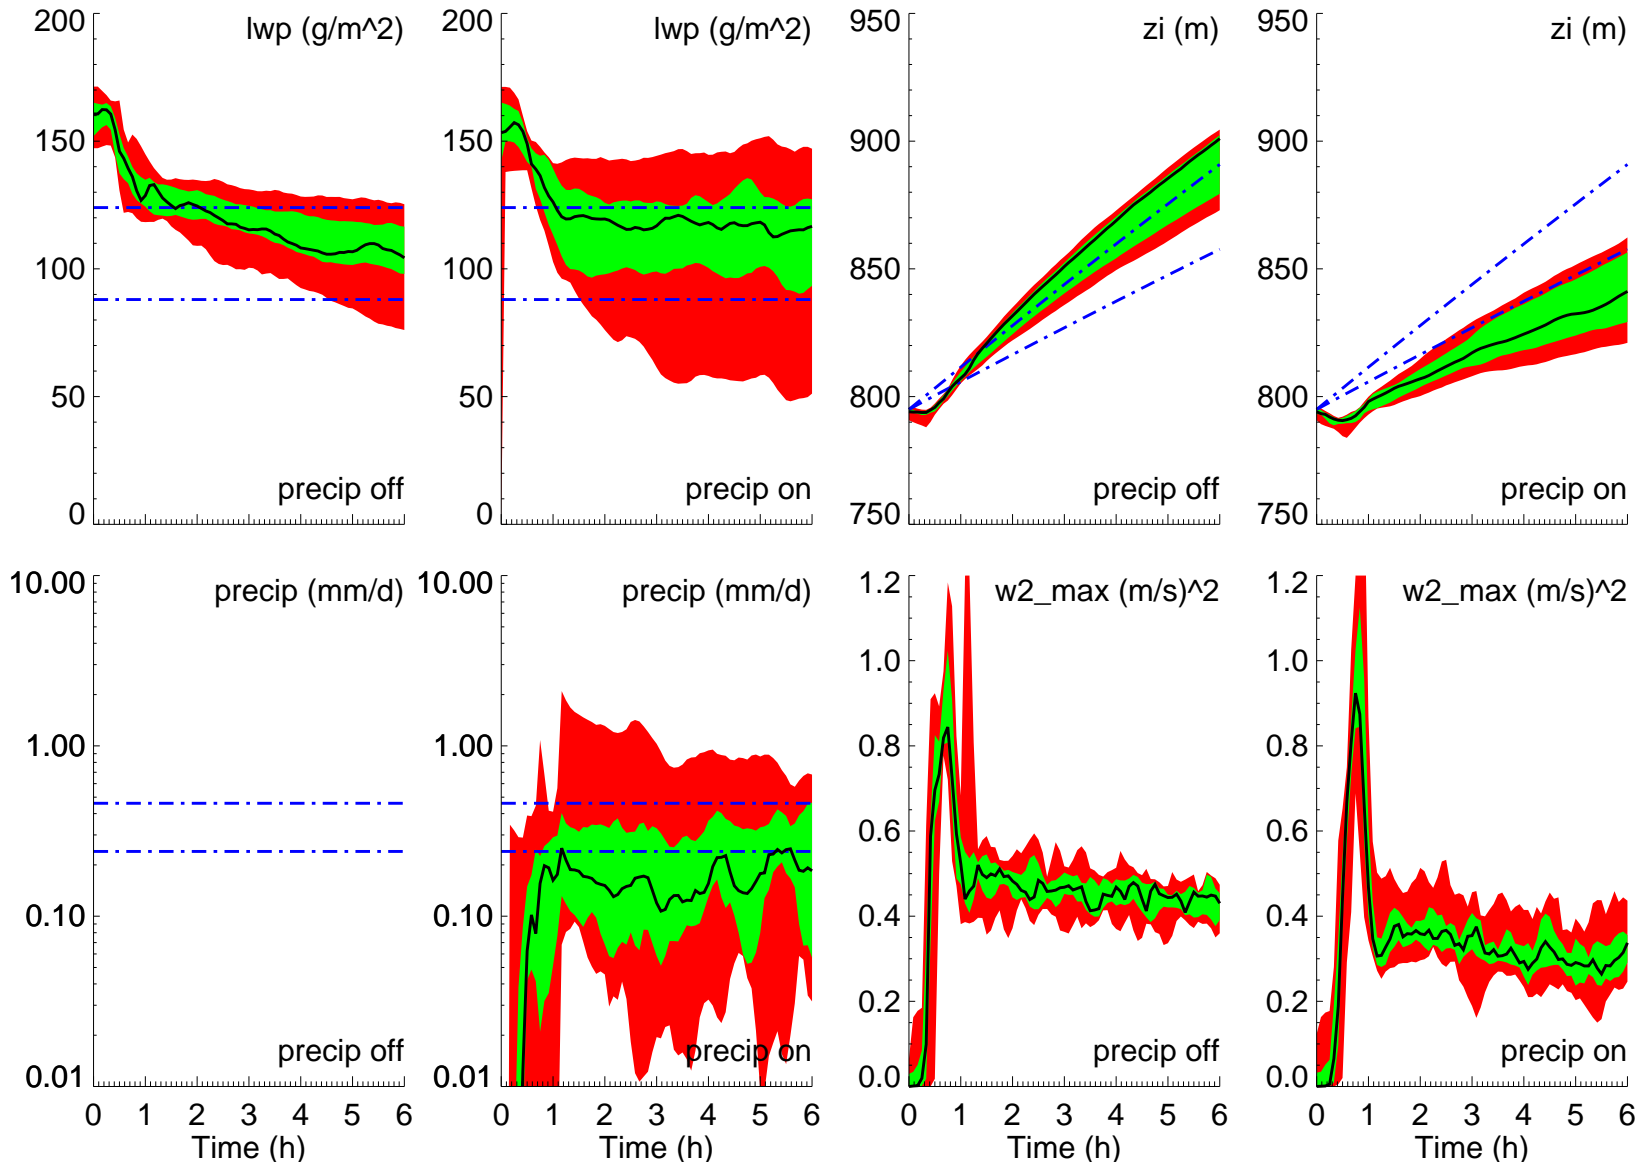 200 lwp (g/m^2)
150
100
50
0
precip off
200 lwp (g/m^2)
150
100
50
0
precip on
950 zi (m)
900
850
800
750
precip off
950 zi (m)
900
850
800
750
precip on
10.00 precip (mm/d)
1.00
0.10
0.01
precip off
0 1 2 3 4 5 6
Time (h)
10.00 precip (mm/d)
1.00
0.10
0.01
precip on
0 1 2 3 4 5 6
Time (h)
1.2 w2_max (m/s)^2
1.0
0.8
0.6
0.4
0.2
0.0
precip off
0 1 2 3 4 5 6
Time (h)
1.2 w2_max (m/s)^2
1.0
0.8
0.6
0.4
0.2
0.0
precip on
0 1 2 3 4 5 6
Time (h)